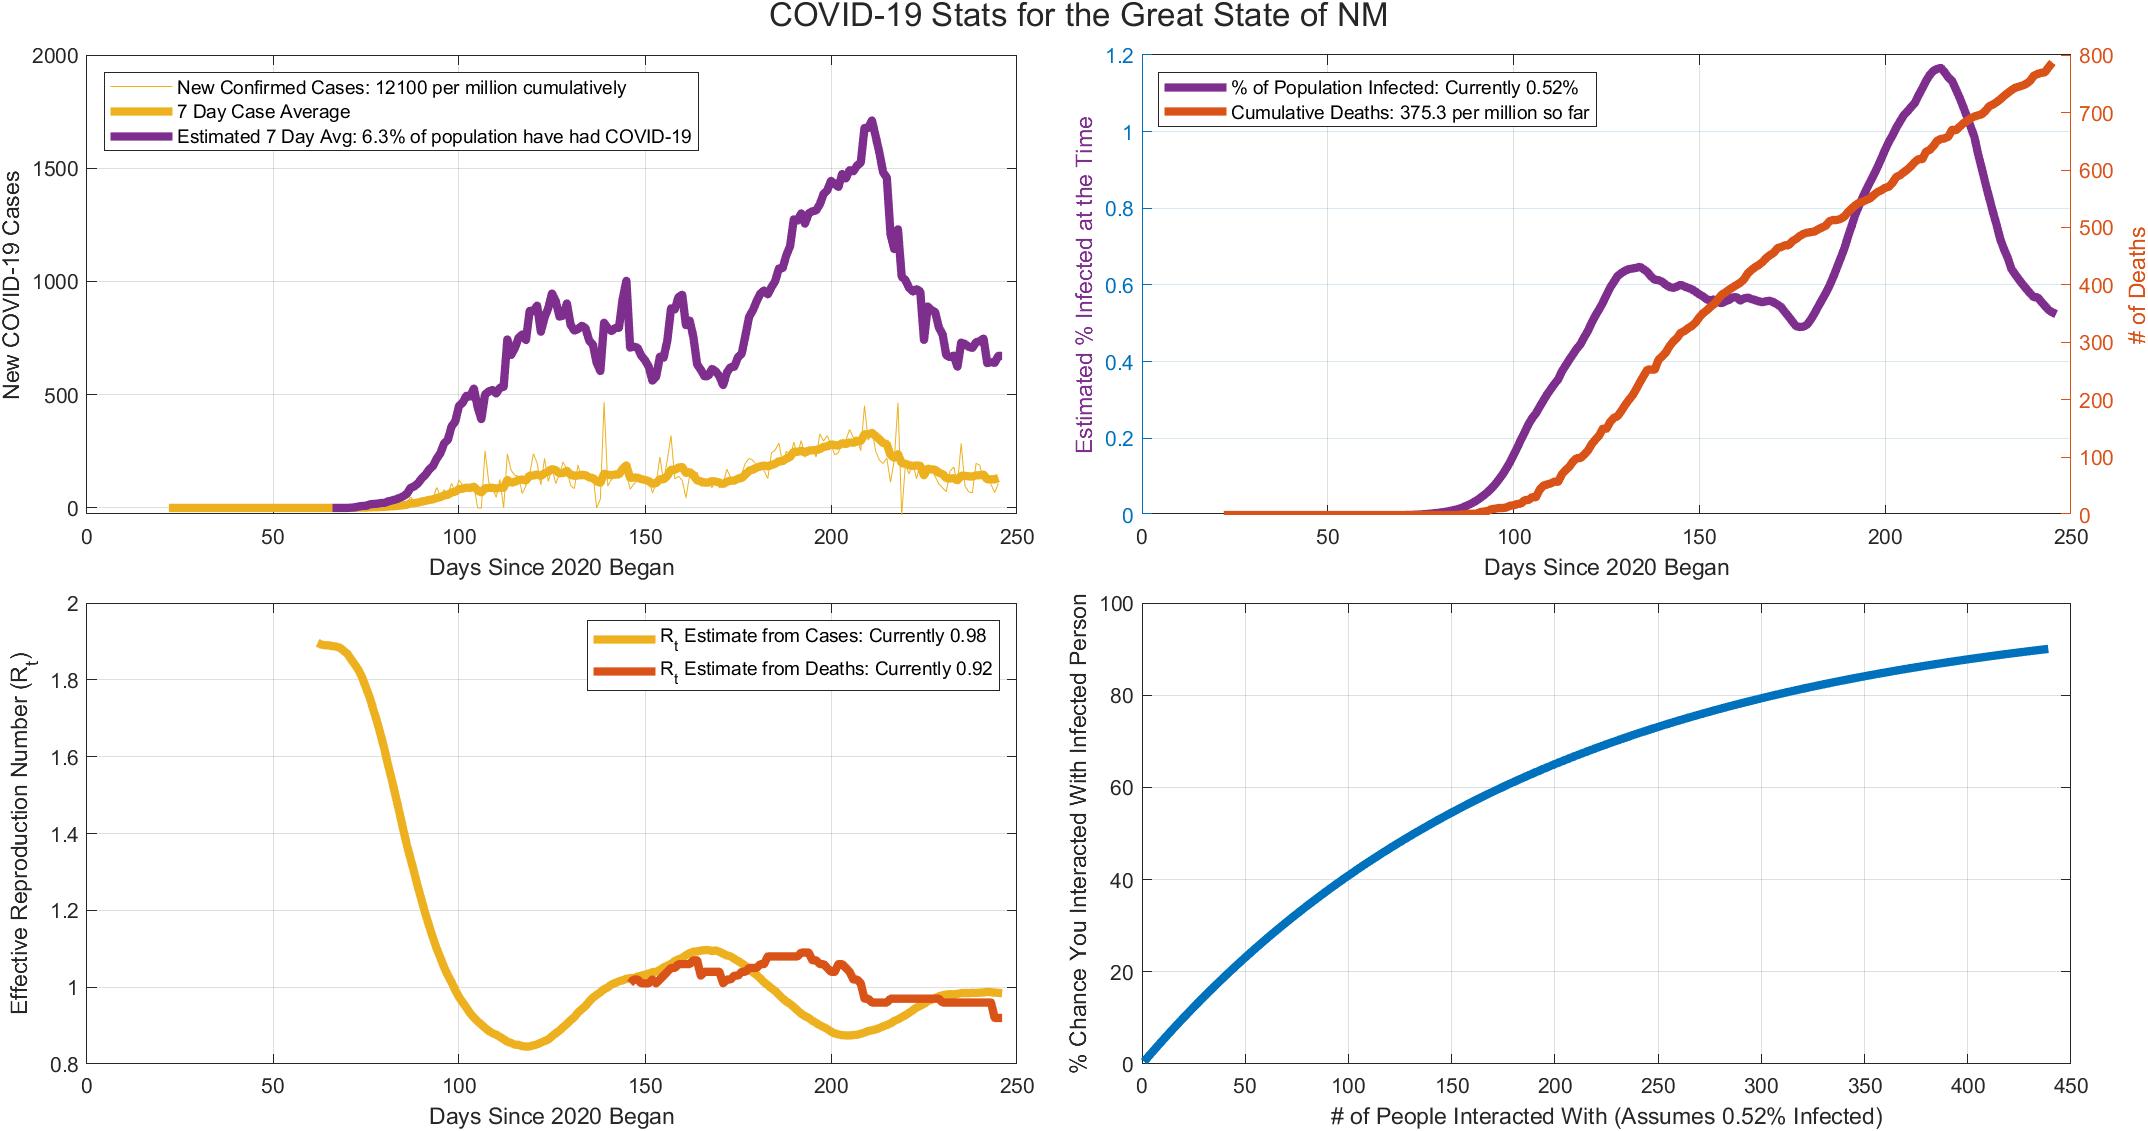 COVID-19 Stats for the Great State of NM
New COVID-19 Cases
2000
1500
1000
500
0
New Confirmed Cases: 12100 per million cumulatively
7 Day Case Average
Estimated 7 Day Avg: 6.3% of population have had COVID-19
0 50 100 150 200 250
Days Since 2020 Began
Estimated % Infected at the Time
1.2
1
0.8
0.6
0.4
0.2
0
% of Population Infected: Currently 0.52%
Cumulative Deaths: 375.3 per million so far
800
700
600
500
400
300
200
100
0
# of Deaths
0 50 100 150 200 250
Days Since 2020 Began
Effective Reproduction Number (Rt)
2
1.8
1.6
1.4
1.2
1
0.8
Rt Estimate from Cases: Currently 0.98
Rt Estimate from Deaths: Currently 0.92
0 50 100 150 200 250
Days Since 2020 Began
% Chance You Interacted With Infected Person
100
80
60
40
20
0
0 50 100 150 200 250 300 350 400 450
# of People Interacted With (Assumes 0.52% Infected)